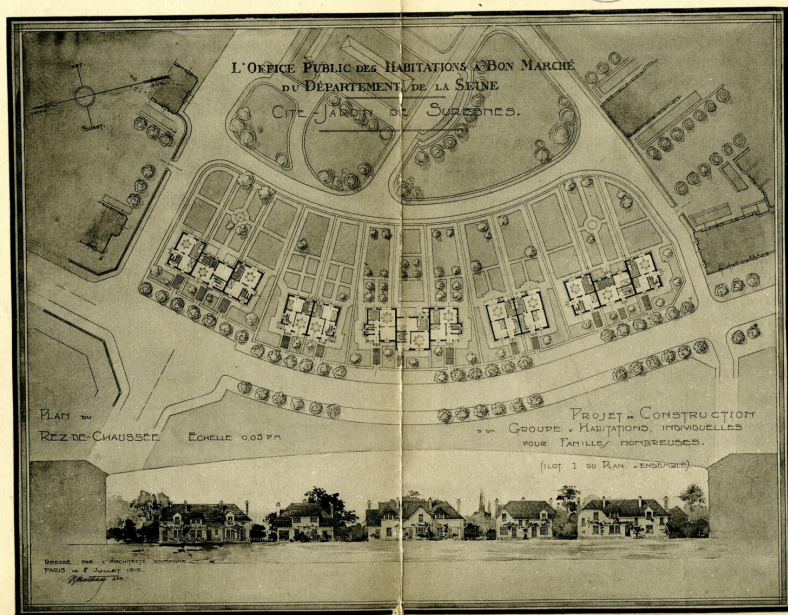 L'OFFICE PUBLIC DES HABITATIONS À BON MARCHÉ
DU DÉPARTEMENT DE LA SEINE
CITÉ-JARDIN DE SURESNES.
PLAN DU
REZ-DE-CHAUSSÉE ECHELLE 0,05 P.M.
PROJET DE CONSTRUCTION
D'UN GROUPE D'HABITATIONS INDIVIDUELLES
POUR FAMILLES NOMBREUSES.
(ILOT 1 DU PLAN D'ENSEMBLE)
DRESSÉ PAR L'ARCHITECTE SOUSSIGNÉ
PARIS LE 8 JUILLET 1919